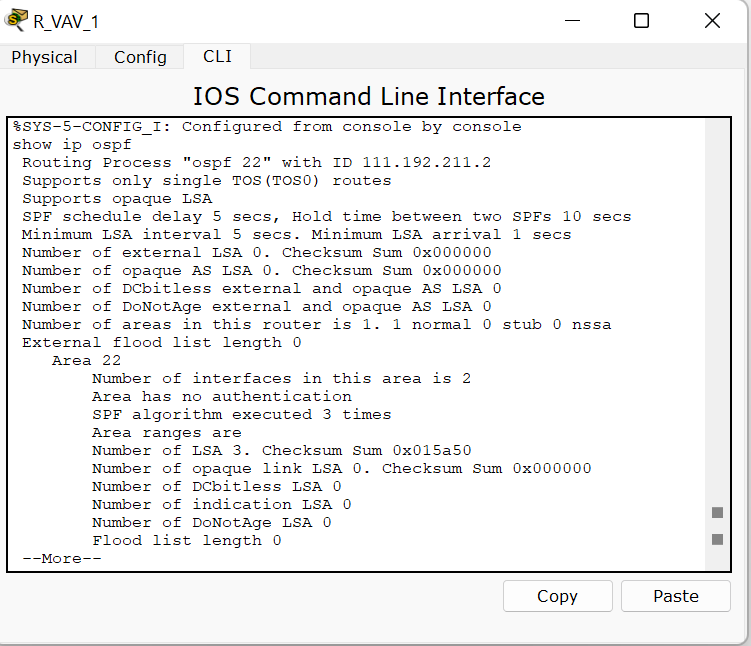 R_VAV_1
Physical Config CLI
IOS Command Line Interface
%SYS-5-CONFIG_I: Configured from console by console
show ip ospf
Routing Process "ospf 22" with ID 111.192.211.2
Supports only single TOS(TOS0) routes
Supports opaque LSA
SPF schedule delay 5 secs, Hold time between two SPFs 10 secs
Minimum LSA interval 5 secs. Minimum LSA arrival 1 secs
Number of external LSA 0. Checksum Sum 0x000000
Number of opaque AS LSA 0. Checksum Sum 0x000000
Number of DCbitless external and opaque AS LSA 0
Number of DoNotAge external and opaque AS LSA 0
Number of areas in this router is 1. 1 normal 0 stub 0 nssa
External flood list length 0
Area 22
Number of interfaces in this area is 2
Area has no authentication
SPF algorithm executed 3 times
Area ranges are
Number of LSA 3. Checksum Sum 0x015a50
Number of opaque link LSA 0. Checksum Sum 0x000000
Number of DCbitless LSA 0
Number of indication LSA 0
Number of DoNotAge LSA 0
Flood list length 0
--More--
Copy Paste